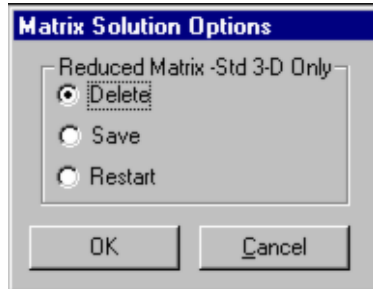 Matrix Solution Options
Reduced Matrix -Std 3-D Only
Delete
Save
Restart
OK Cancel